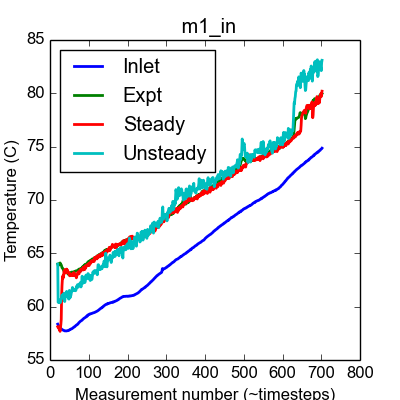 m1_in
Temperature (C)
85
80
75
70
65
60
55
Inlet
Expt
Steady
Unsteady
0 100 200 300 400 500 600 700 800
Measurement number (~timesteps)